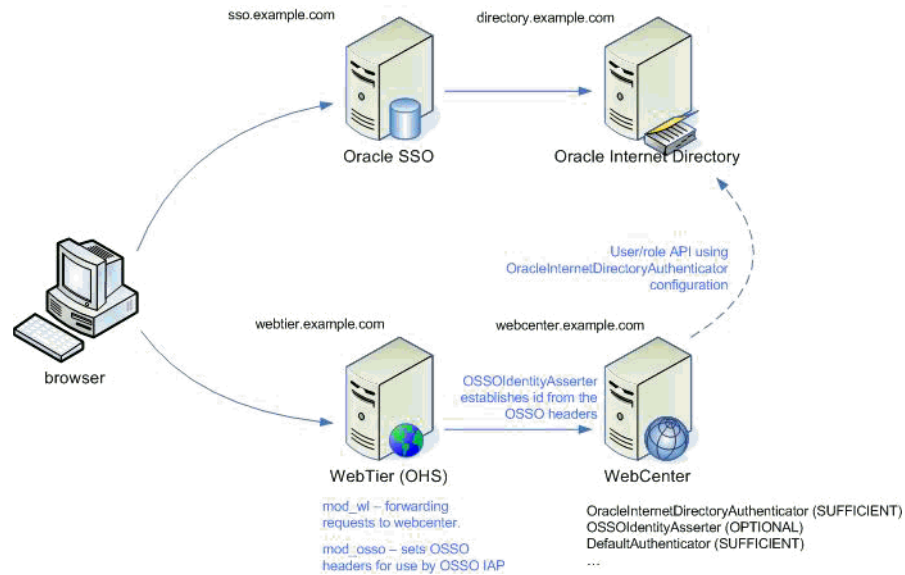 sso.example.com
directory.example.com
Oracle SSO
Oracle Internet Directory
User/role API using
OracleInternetDirectoryAuthenticator
configuration
webtier.example.com
webcenter.example.com
browser
OSSOIdentityAsserter
establishes id from the
OSSO headers
WebTier (OHS)
WebCenter
mod_wl – forwarding
requests to webcenter.
mod_osso – sets OSSO
headers for use by OSSO IAP
OracleInternetDirectoryAuthenticator (SUFFICIENT)
OSSOIdentityAsserter (OPTIONAL)
DefaultAuthenticator (SUFFICIENT)
...